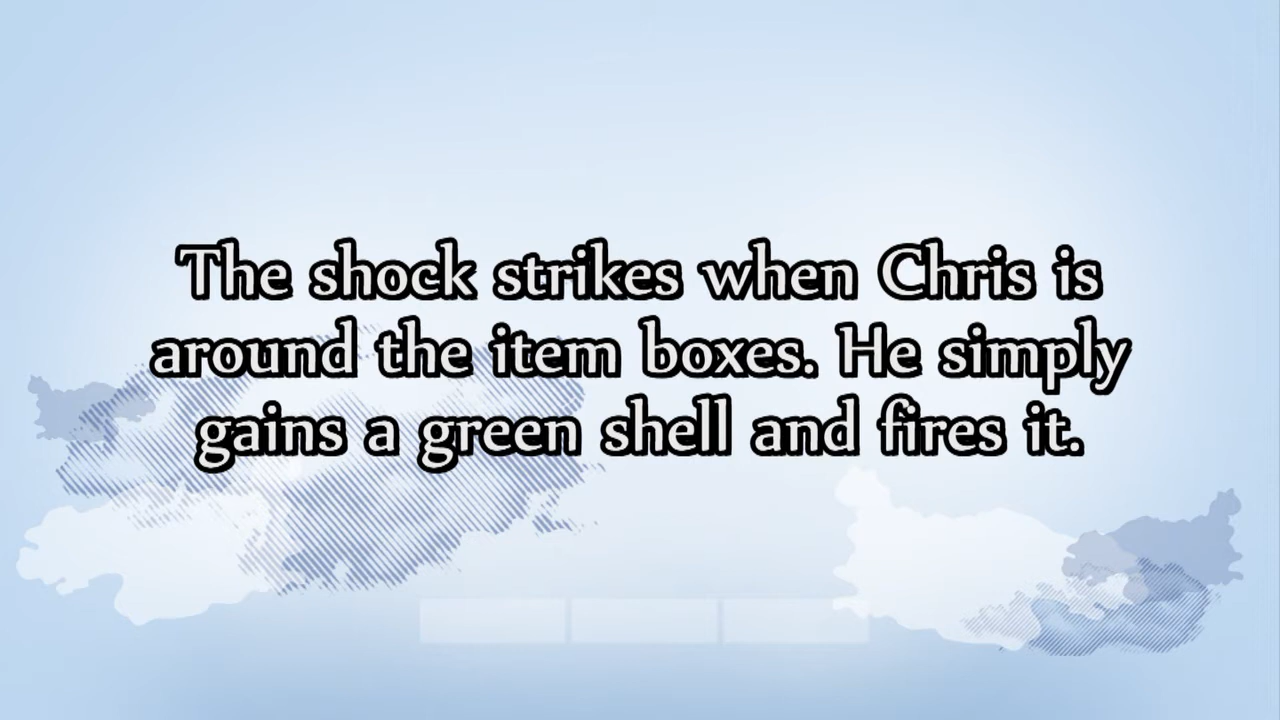 The shock strikes when Chris is
around the item boxes. He simply
gains a green shell and fires it.